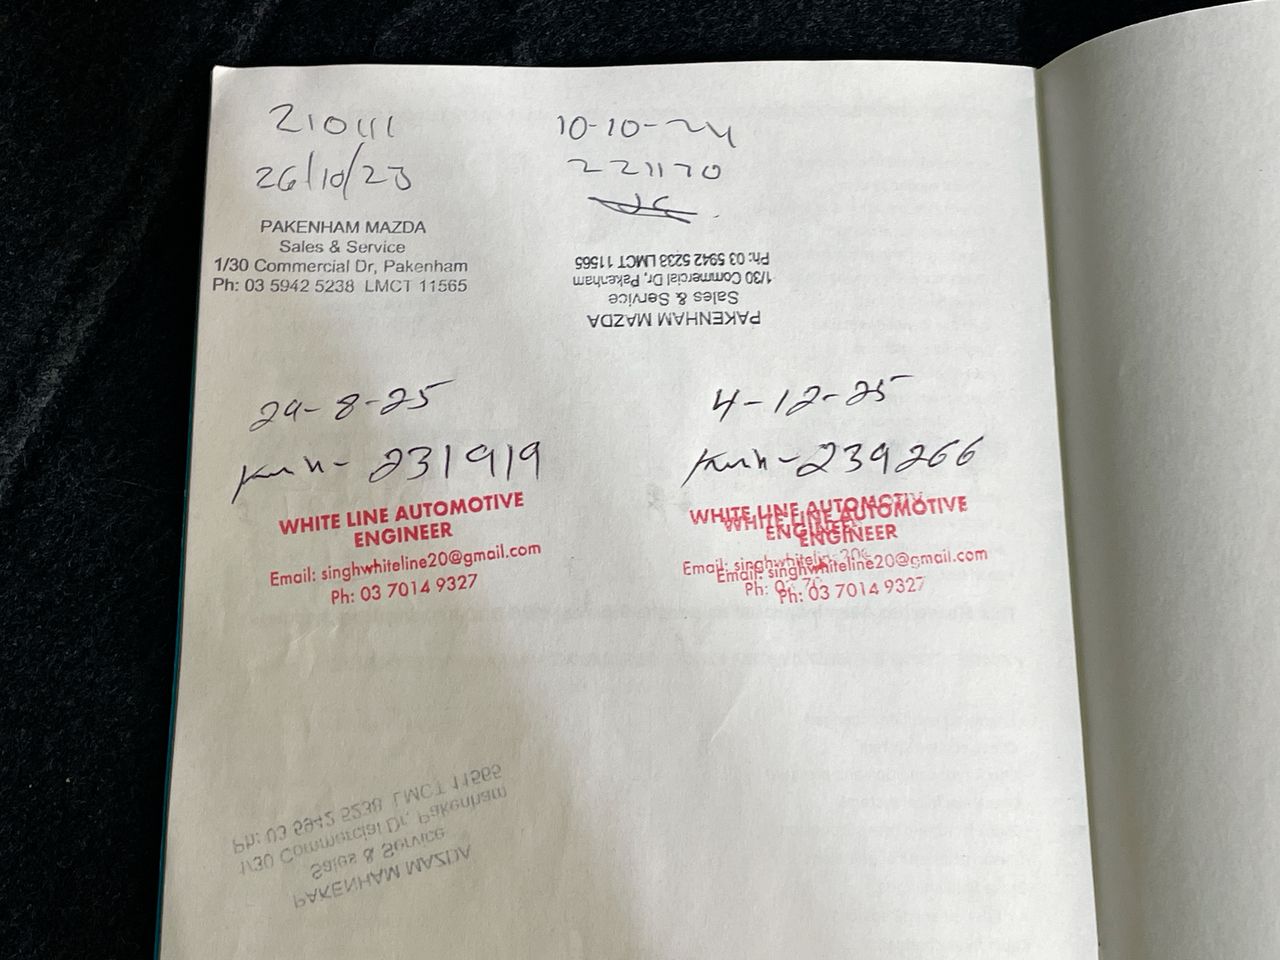 210111
26/10/23
PAKENHAM MAZDA
Sales & Service
1/30 Commercial Dr, Pakenham
Ph: 03 5942 5238 LMCT 11565
10-10-24
221170
PAKENHAM MAZDA
Sales & Service
1/30 Commercial Dr, Pakenham
Ph: 03 5942 5238 LMCT 11565
29-8-25
231919
WHITE LINE AUTOMOTIVE
ENGINEER
Email: singhwhiteline20@gmail.com
Ph: 03 7014 9327
4-12-25
239266
WHITE LINE AUTOMOTIVE
ENGINEER
Email: singhwhiteline20@gmail.com
Ph: 03 7014 9327
PAKENHAM MAZDA
Sales & Service
1/30 Commercial Dr, Pakenham
Ph: 03 5942 5238 LMCT 11565